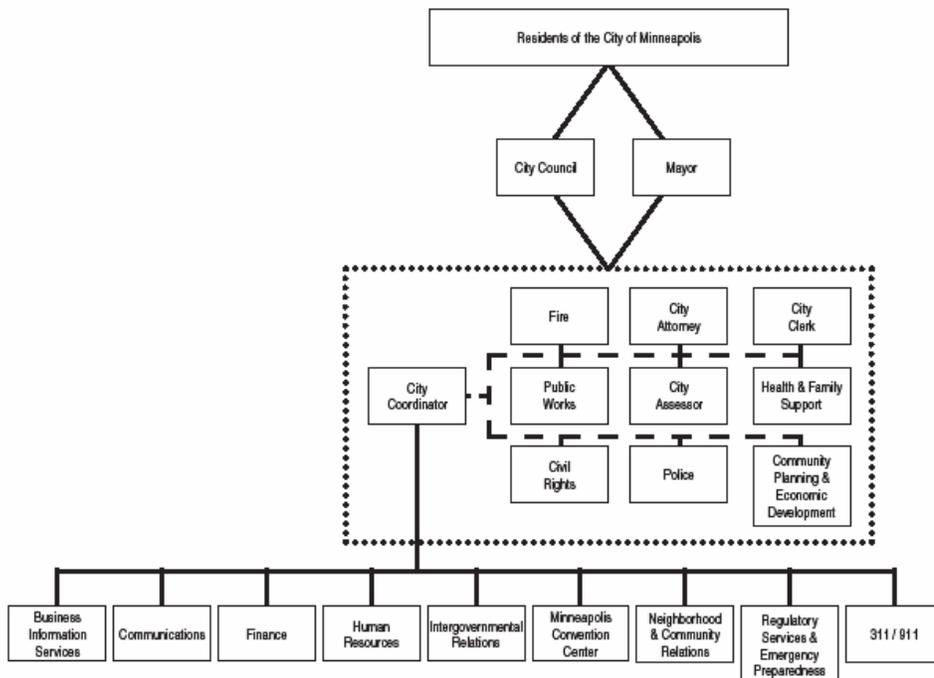 Residents of the City of Minneapolis
City Council
Mayor
Fire
City
Attorney
City
Clerk
City
Coordinator
Public
Works
City
Assessor
Health & Family
Support
Civil
Rights
Police
Community
Planning &
Economic
Development
Business
Information
Services
Communications
Finance
Human
Resources
Intergovernmental
Relations
Minneapolis
Convention
Center
Neighborhood
& Community
Relations
Regulatory
Services &
Emergency
Preparedness
311 / 911